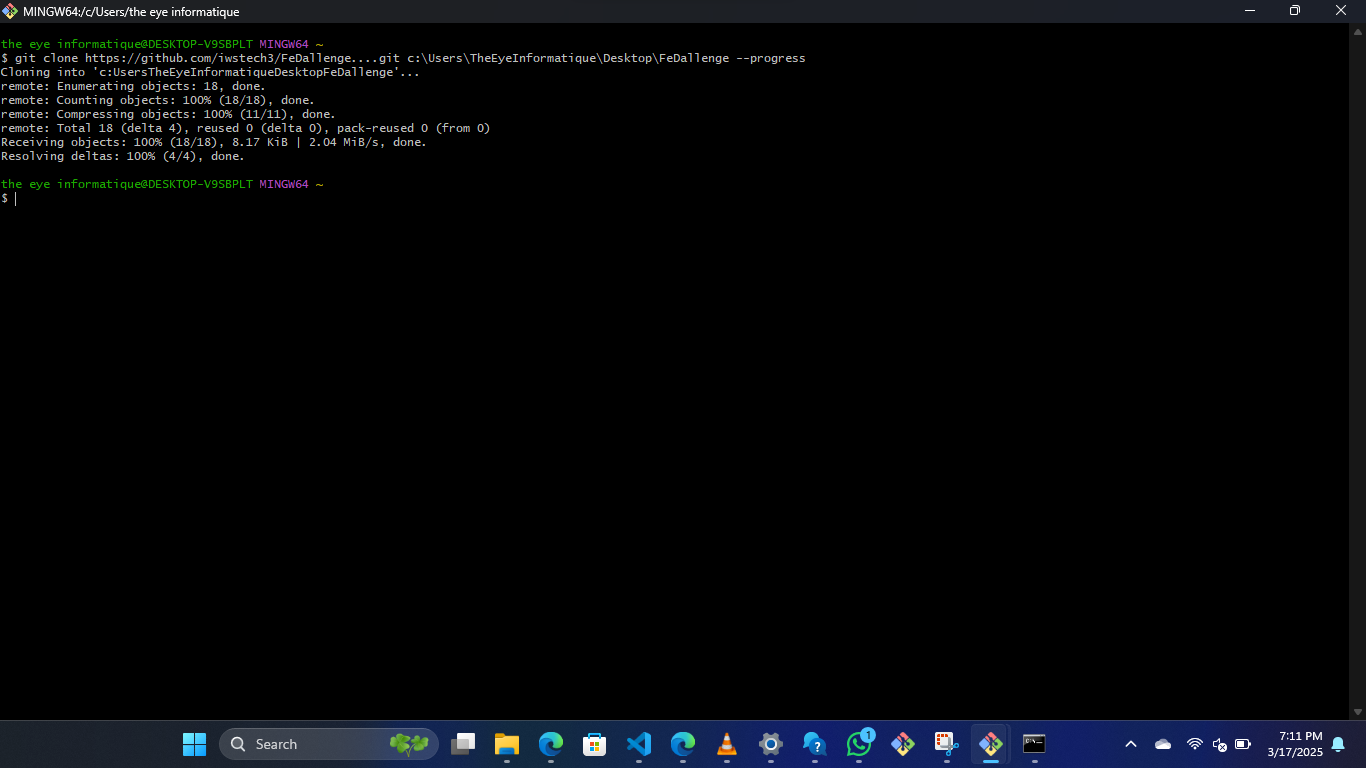 MINGW64:/c/Users/the eye informatique
the eye informatique@DESKTOP-V9SBPLT MINGW64 ~
$ git clone https://github.com/iwstech3/FeDallenge....git c:\Users\TheEyeInformatique\Desktop\FeDallenge --progress
Cloning into 'c:UsersTheEyeInformatiqueDesktopFeDallenge'...
remote: Enumerating objects: 18, done.
remote: Counting objects: 100% (18/18), done.
remote: Compressing objects: 100% (11/11), done.
remote: Total 18 (delta 4), reused 0 (delta 0), pack-reused 0 (from 0)
Receiving objects: 100% (18/18), 8.17 KiB | 2.04 MiB/s, done.
Resolving deltas: 100% (4/4), done.
the eye informatique@DESKTOP-V9SBPLT MINGW64 ~
$
Search
1
7:11 PM
3/17/2025